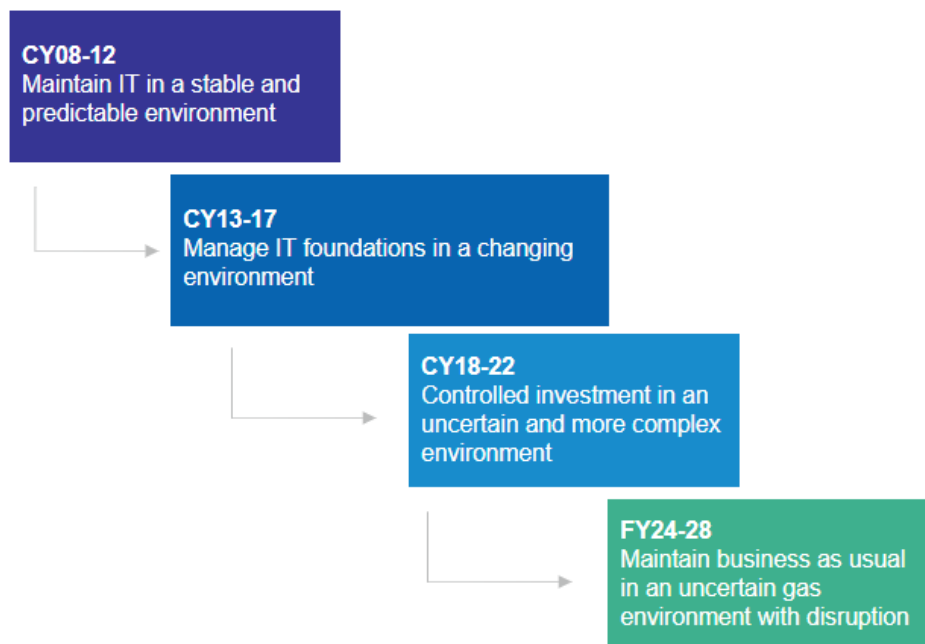 CY08-12
Maintain IT in a stable and
predictable environment
CY13-17
Manage IT foundations in a changing
environment
CY18-22
Controlled investment in an
uncertain and more complex
environment
FY24-28
Maintain business as usual
in an uncertain gas
environment with disruption